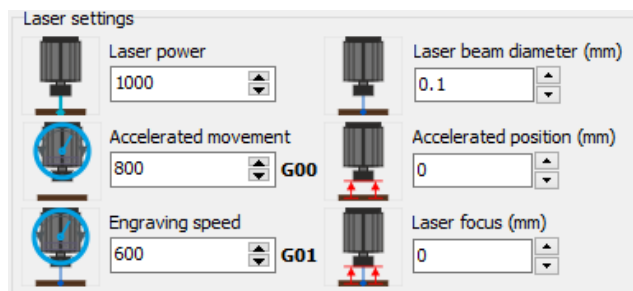 Laser settings
Laser power
1000
Laser beam diameter (mm)
0.1
Accelerated movement
800
G00
Accelerated position (mm)
0
Engraving speed
600
G01
Laser focus (mm)
0